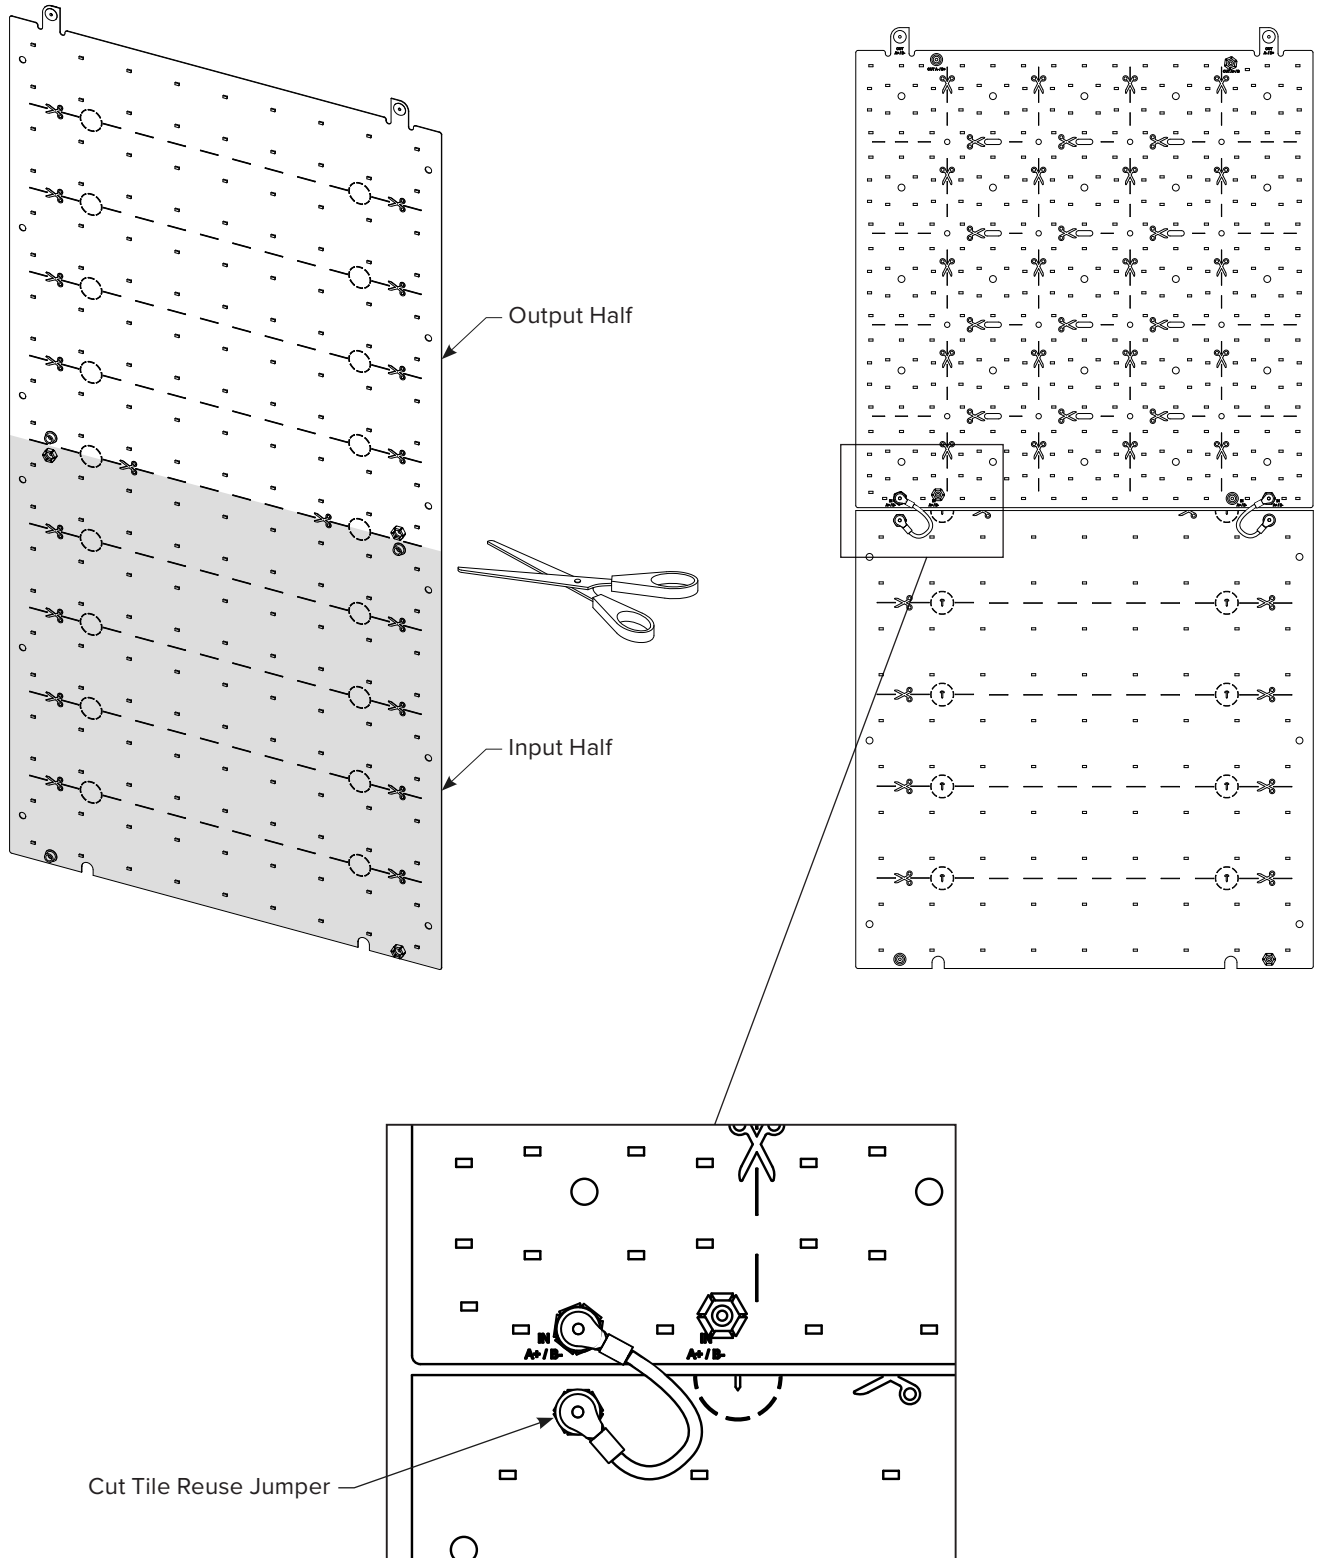 Output Half
Input Half
IN
A+ / B-
IN
A+ / B-
Cut Tile Reuse Jumper